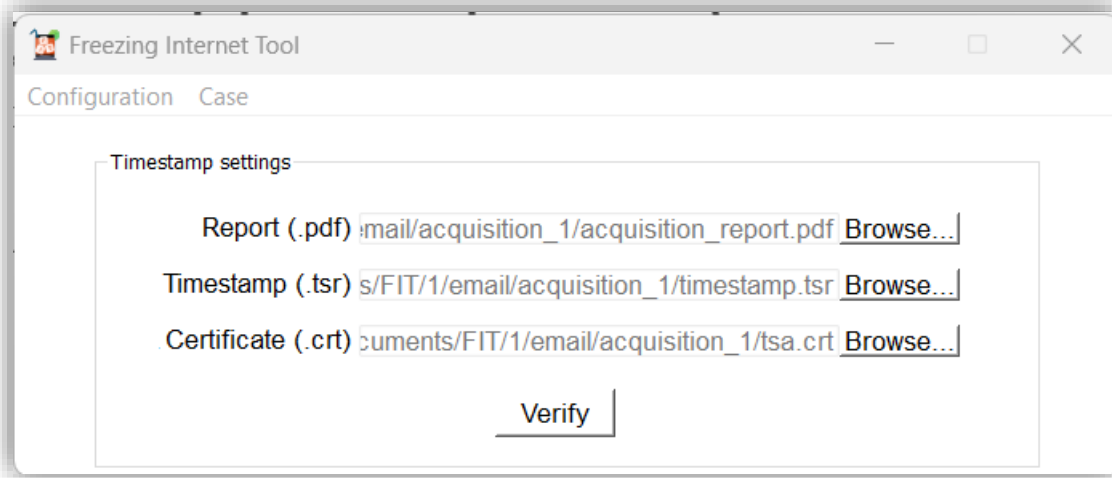 Freezing Internet Tool
Configuration Case
Timestamp settings
Report (.pdf) email/acquisition_1/acquisition_report.pdf Browse...
Timestamp (.tsr) s/FIT/1/email/acquisition_1/timestamp.tsr Browse...
Certificate (.crt) cuments/FIT/1/email/acquisition_1/tsa.crt Browse...
Verify